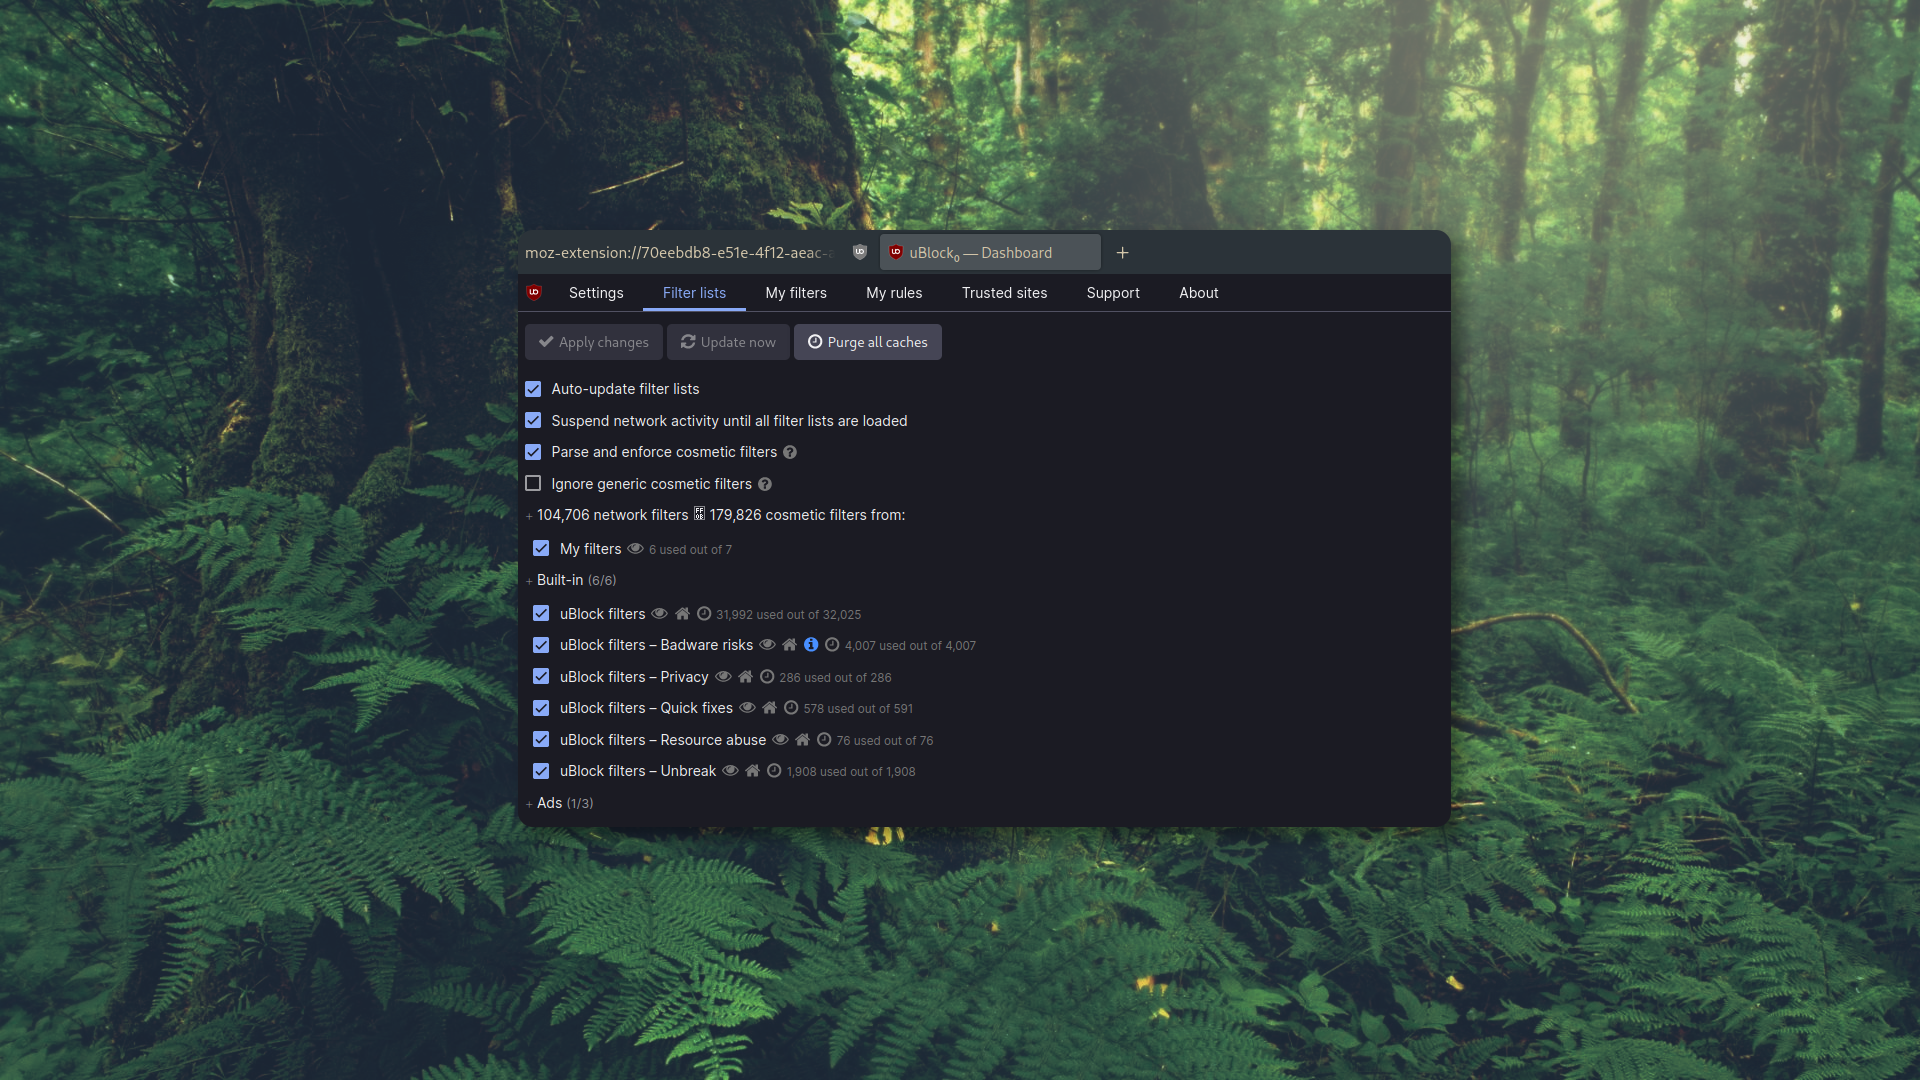 moz-extension://70eebdb8-e51e-4f12-aeac-a uBlock₀ — Dashboard +
Settings Filter lists My filters My rules Trusted sites Support About
Apply changes Update now Purge all caches
Auto-update filter lists
Suspend network activity until all filter lists are loaded
Parse and enforce cosmetic filters
Ignore generic cosmetic filters
+ 104,706 network filters 179,826 cosmetic filters from:
My filters 6 used out of 7
+ Built-in (6/6)
uBlock filters 31,992 used out of 32,025
uBlock filters – Badware risks 4,007 used out of 4,007
uBlock filters – Privacy 286 used out of 286
uBlock filters – Quick fixes 578 used out of 591
uBlock filters – Resource abuse 76 used out of 76
uBlock filters – Unbreak 1,908 used out of 1,908
+ Ads (1/3)